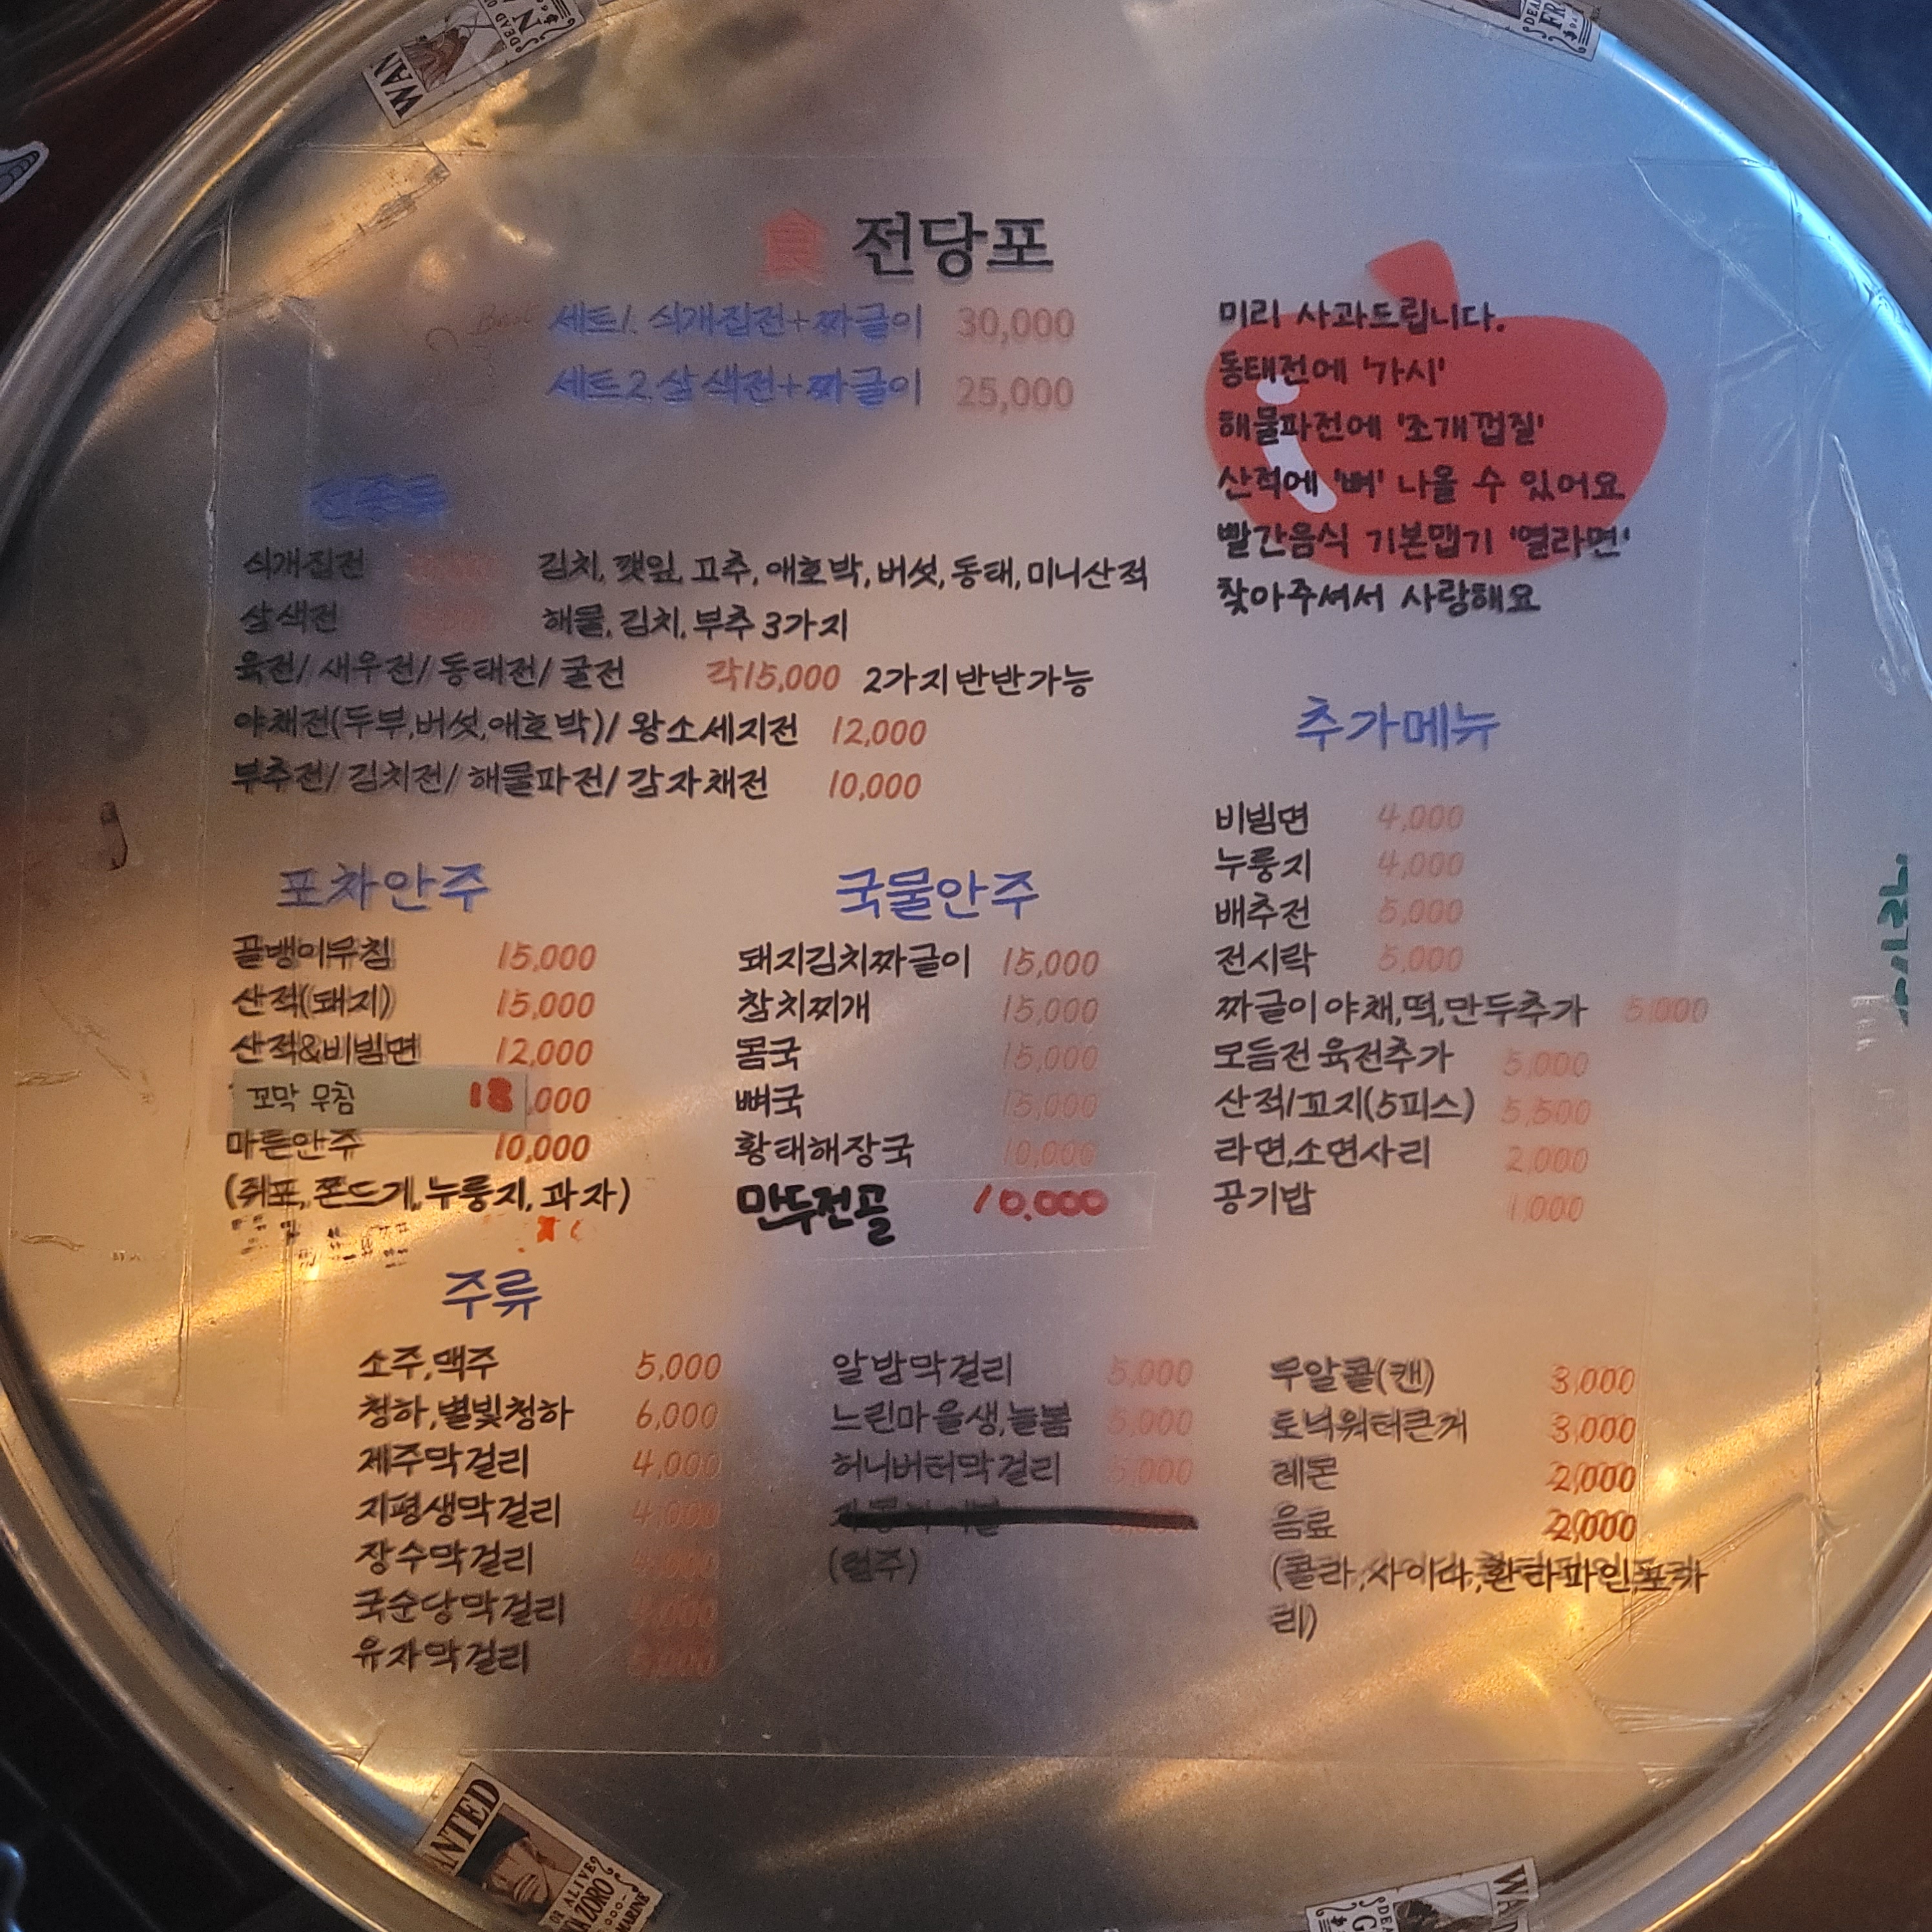 食 전당포
세트1. 식개집전+짜글이 30,000
세트2.삼색전+짜글이 25,000
미리 사과드립니다.
동태전에 '가시'
해물파전에 '조개껍질'
산적에 '뼈' 나올 수 있어요
빨간음식 기본맵기 '열라면'
찾아주셔서 사랑해요
전종류
식개집전 김치, 깻잎, 고추, 애호박, 버섯, 동태, 미니산적
삼색전 해물, 김치, 부추 3가지
육전/새우전/동태전/굴전 각15,000 2가지반반가능
야채전(두부,버섯,애호박)/왕소세지전 12,000
부추전/김치전/해물파전/감자채전 10,000
포차안주
골뱅이무침 15,000
산적(돼지) 15,000
산적&비빔면 12,000
꼬막 무침 18,000
마른안주 10,000
(쥐포,쫀드기,누룽지,과자)
국물안주
돼지김치짜글이 15,000
참치찌개 15,000
몸국 15,000
뼈국 15,000
황태해장국 10,000
만두전골 10,000
추가메뉴
비빔면 4,000
누룽지 4,000
배추전 5,000
전시락 5,000
짜글이야채,떡,만두추가 5,000
모듬전 육전추가 5,000
산적/꼬지(5피스) 5,500
라면,소면사리 2,000
공기밥 1,000
주류
소주,맥주 5,000
청하,별빛청하 6,000
제주막걸리 4,000
지평생막걸리 4,000
장수막걸리 4,000
국순당막걸리
유자막걸리
알밤막걸리 5,000
느린마을생,늘봄 5,000
허니버터막걸리 5,000
(럼주)
무알콜(캔) 3,000
토닉워터큰거 3,000
레몬 2,000
음료 2,000
(콜라,사이다,환타파인,포카
리)
WANTED